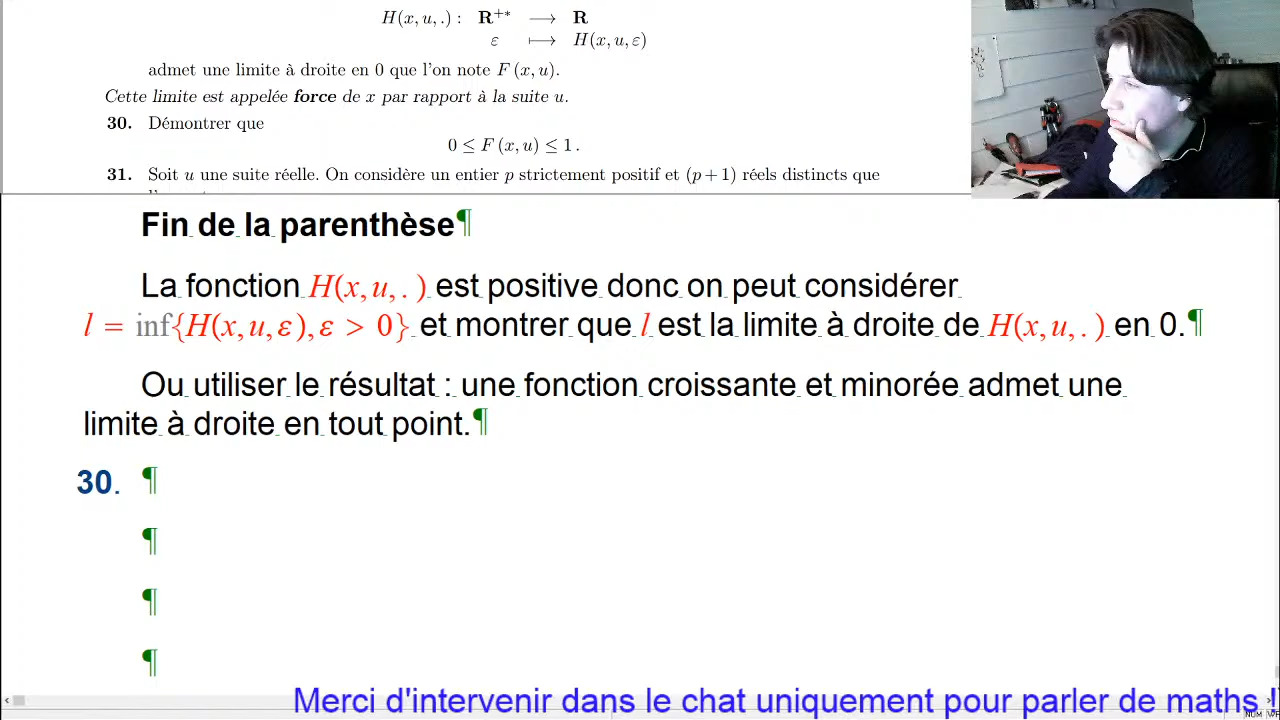 H(x, u, .) : R+* ⟶ R
ε ⟼ H(x, u, ε)
admet une limite à droite en 0 que l'on note F (x, u).
Cette limite est appelée force de x par rapport à la suite u.
30. Démontrer que
0 ≤ F (x, u) ≤ 1 .
31. Soit u une suite réelle. On considère un entier p strictement positif et (p + 1) réels distincts que
Fin de la parenthèse¶
La fonction H(x, u, . ) est positive donc on peut considérer
l = inf{H(x, u, ε), ε > 0} et montrer que l est la limite à droite de H(x, u, . ) en 0.¶
Ou utiliser le résultat : une fonction croissante et minorée admet une
limite à droite en tout point.¶
30. ¶
¶
¶
¶
Merci d'intervenir dans le chat uniquement pour parler de maths !